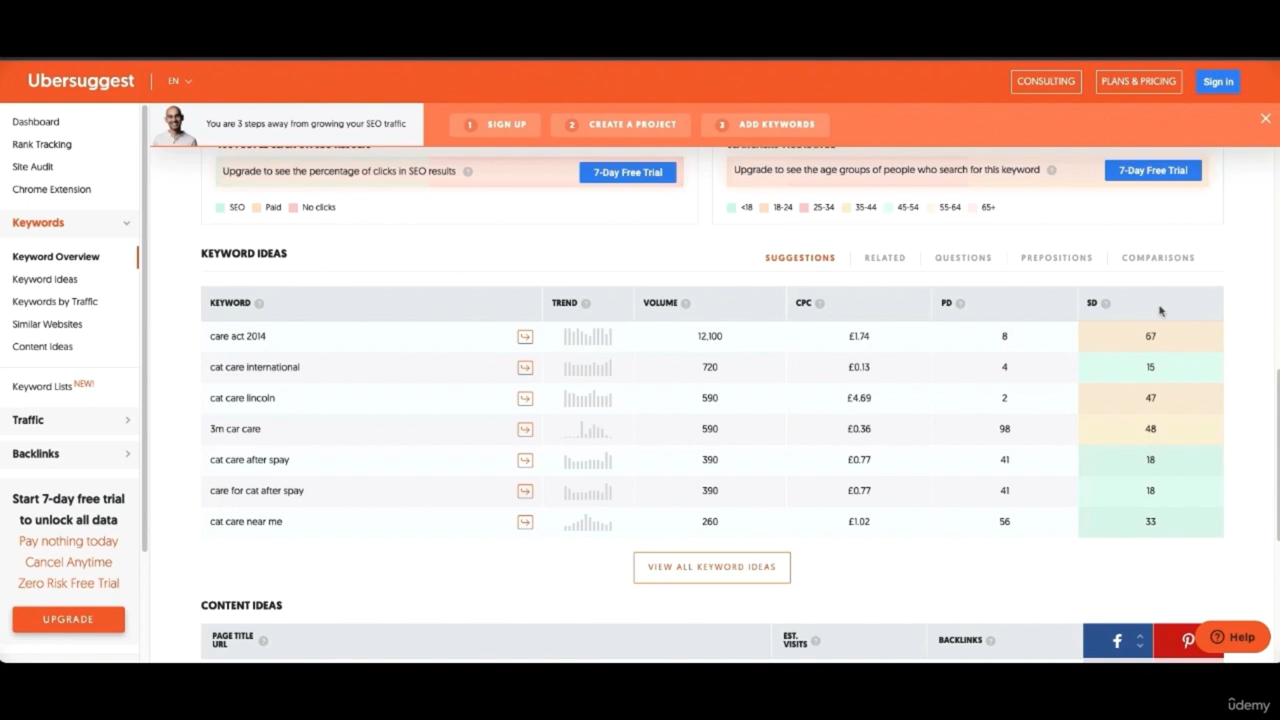 Ubersuggest
EN
CONSULTING
PLANS & PRICING
Sign in
Dashboard
Rank Tracking
Site Audit
Chrome Extension
Keywords
Keyword Overview
Keyword Ideas
Keywords by Traffic
Similar Websites
Content Ideas
Keyword Lists NEW!
Traffic
Backlinks
Start 7-day free trial
to unlock all data
Pay nothing today
Cancel Anytime
Zero Risk Free Trial
UPGRADE
You are 3 steps away from growing your SEO traffic
1 SIGN UP
2 CREATE A PROJECT
3 ADD KEYWORDS
Upgrade to see the percentage of clicks in SEO results ?
7-Day Free Trial
SEO Paid No clicks
Upgrade to see the age groups of people who search for this keyword ?
7-Day Free Trial
<18 18-24 25-34 35-44 45-54 55-64 65+
KEYWORD IDEAS
SUGGESTIONS RELATED QUESTIONS PREPOSITIONS COMPARISONS
KEYWORD ? TREND ? VOLUME ? CPC ? PD ? SD ?
care act 2014 12,100 £1.74 8 67
cat care international 720 £0.13 4 15
cat care lincoln 590 £4.69 2 47
3m car care 590 £0.36 98 48
cat care after spay 390 £0.77 41 18
care for cat after spay 390 £0.77 41 18
cat care near me 260 £1.02 56 33
VIEW ALL KEYWORD IDEAS
CONTENT IDEAS
PAGE TITLE
URL ?
EST.
VISITS ?
BACKLINKS ?
? Help
ûdemy